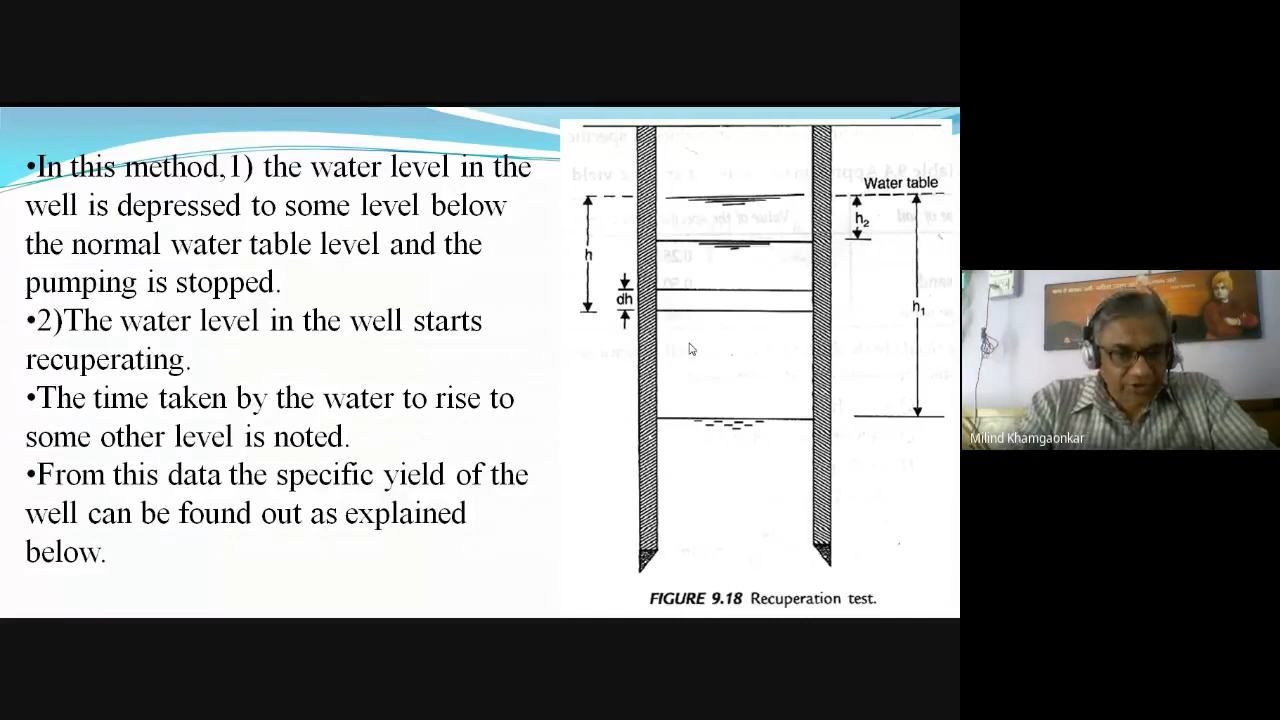 •In this method,1) the water level in the
well is depressed to some level below
the normal water table level and the
pumping is stopped.
•2)The water level in the well starts
recuperating.
•The time taken by the water to rise to
some other level is noted.
•From this data the specific yield of the
well can be found out as explained
below.
Water table
h₂
h
dh
h₁
FIGURE 9.18 Recuperation test.
Milind Khamgaonkar